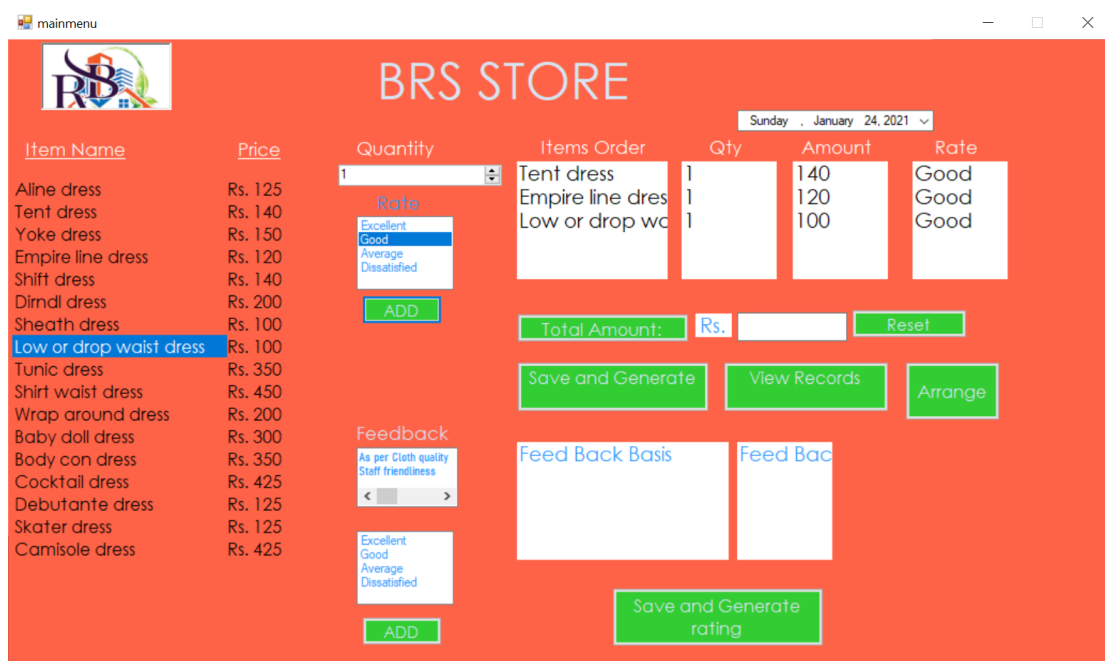 mainmenu
RBS
BRS STORE
Sunday , January 24, 2021
Item Name Price
Aline dress Rs. 125
Tent dress Rs. 140
Yoke dress Rs. 150
Empire line dress Rs. 120
Shift dress Rs. 140
Dirndl dress Rs. 200
Sheath dress Rs. 100
Low or drop waist dress Rs. 100
Tunic dress Rs. 350
Shirt waist dress Rs. 450
Wrap around dress Rs. 200
Baby doll dress Rs. 300
Body con dress Rs. 350
Cocktail dress Rs. 425
Debutante dress Rs. 125
Skater dress Rs. 125
Camisole dress Rs. 425
Quantity
1
Rate
Excellent
Good
Average
Dissatisfied
ADD
Feedback
As per Cloth quality
Staff friendliness
Excellent
Good
Average
Dissatisfied
ADD
Items Order Qty Amount Rate
Tent dress 1 140 Good
Empire line dres 1 120 Good
Low or drop wa 1 100 Good
Total Amount: Rs. Reset
Save and Generate View Records Arrange
Feed Back Basis Feed Bac
Save and Generate
rating